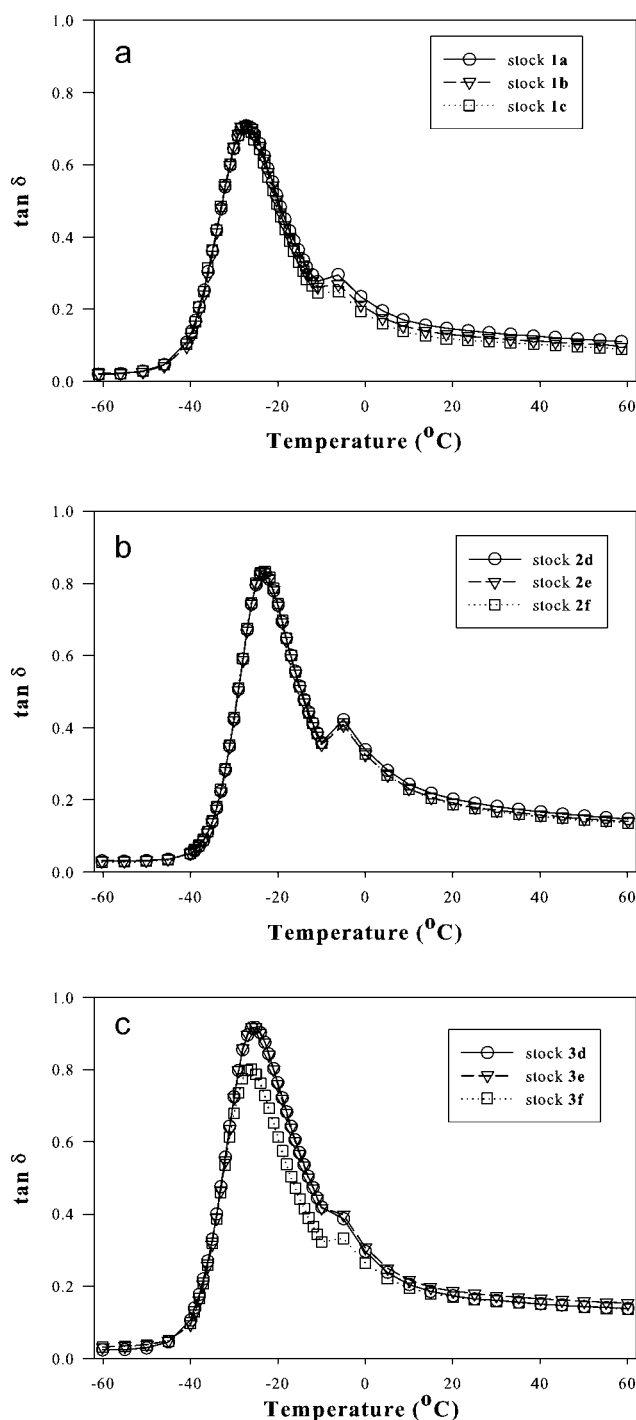 a
1.0
0.8
0.6
0.4
0.2
0.0
tan δ
stock 1a
stock 1b
stock 1c
-60 -40 -20 0 20 40 60
Temperature (°C)
b
1.0
0.8
0.6
0.4
0.2
0.0
tan δ
stock 2d
stock 2e
stock 2f
-60 -40 -20 0 20 40 60
Temperature (°C)
c
1.0
0.8
0.6
0.4
0.2
0.0
tan δ
stock 3d
stock 3e
stock 3f
-60 -40 -20 0 20 40 60
Temperature (°C)